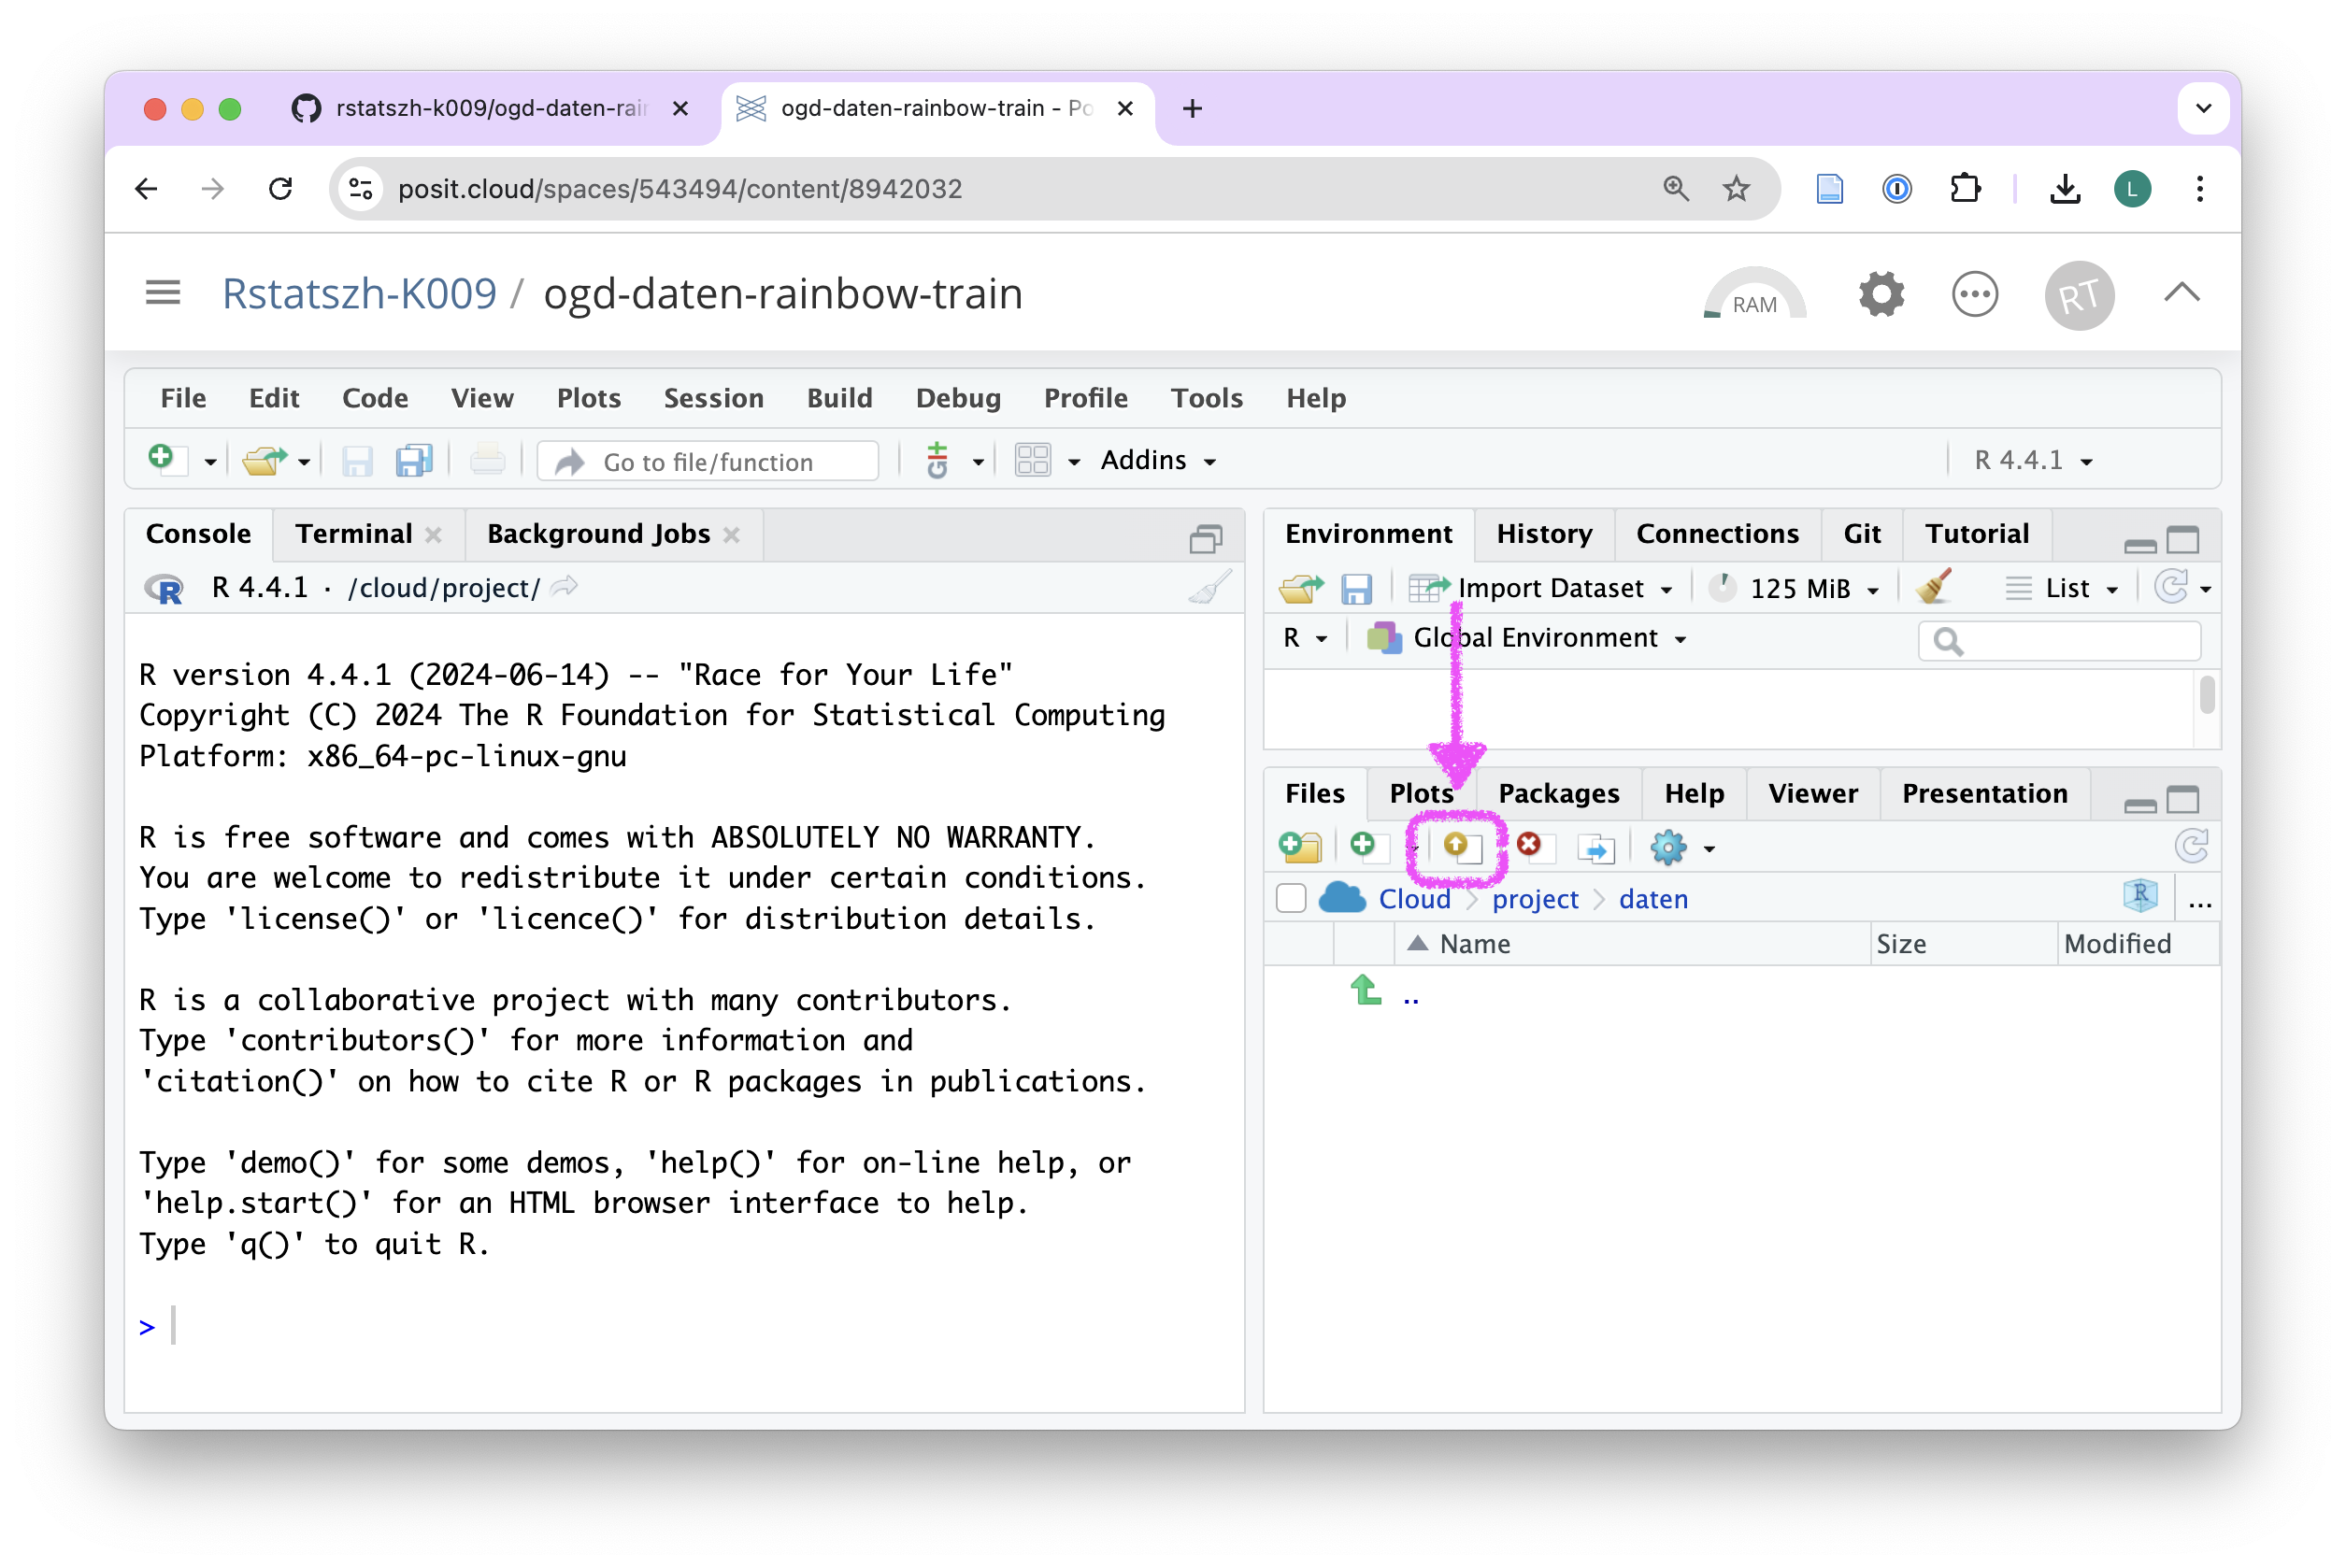 rstatszh-k009/ogd-daten-rai
ogd-daten-rainbow-train - Po
posit.cloud/spaces/543494/content/8942032
L
Rstatszh-K009 / ogd-daten-rainbow-train
RAM
RT
File Edit Code View Plots Session Build Debug Profile Tools Help
Go to file/function
Addins
R 4.4.1
Console Terminal Background Jobs
R 4.4.1 · /cloud/project/
R version 4.4.1 (2024-06-14) -- "Race for Your Life"
Copyright (C) 2024 The R Foundation for Statistical Computing
Platform: x86_64-pc-linux-gnu
R is free software and comes with ABSOLUTELY NO WARRANTY.
You are welcome to redistribute it under certain conditions.
Type 'license()' or 'licence()' for distribution details.
R is a collaborative project with many contributors.
Type 'contributors()' for more information and
'citation()' on how to cite R or R packages in publications.
Type 'demo()' for some demos, 'help()' for on-line help, or
'help.start()' for an HTML browser interface to help.
Type 'q()' to quit R.
>
Environment History Connections Git Tutorial
Import Dataset 125 MiB List
R Global Environment
Files Plots Packages Help Viewer Presentation
Cloud > project > daten
...
Name Size Modified
..